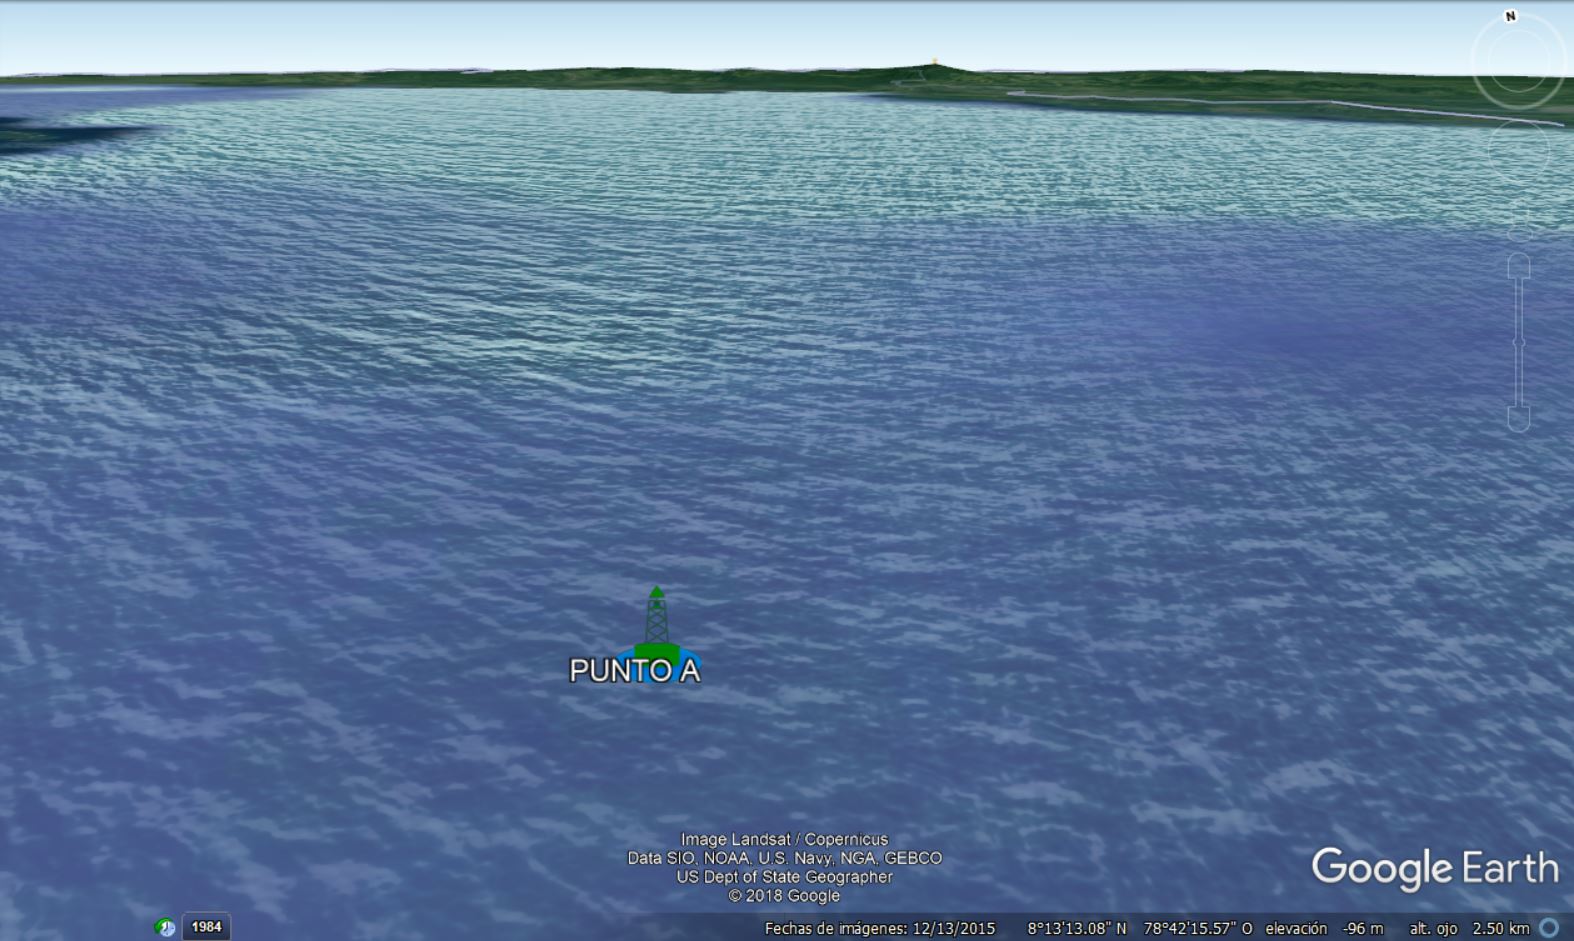 N
PUNTO A
Image Landsat / Copernicus
Data SIO, NOAA, U.S. Navy, NGA, GEBCO
US Dept of State Geographer
© 2018 Google
Google Earth
1984
Fechas de imágenes: 12/13/2015 8°13'13.08" N 78°42'15.57" O elevación -96 m alt. ojo 2.50 km